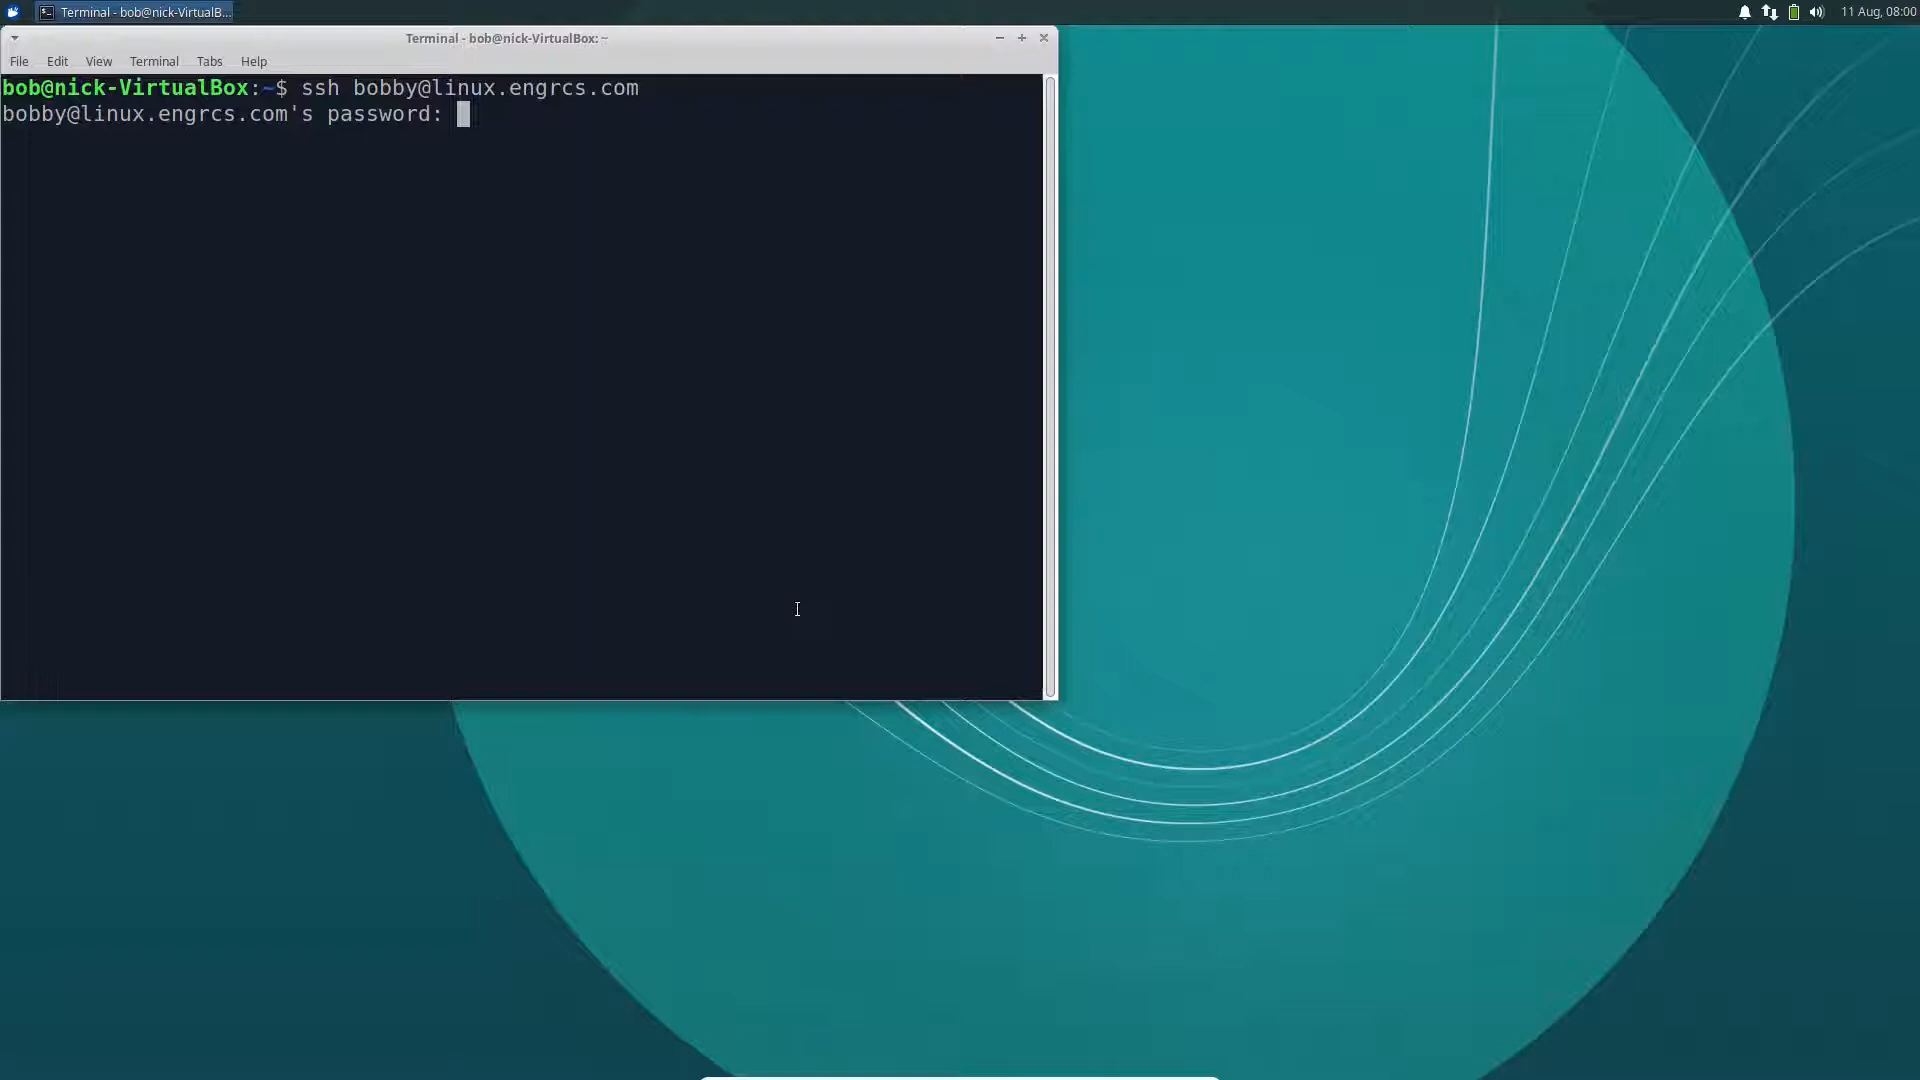 Terminal - bob@nick-VirtualB...
11 Aug, 08:00
Terminal - bob@nick-VirtualBox: ~
File Edit View Terminal Tabs Help
bob@nick-VirtualBox:~$ ssh bobby@linux.engrcs.com
bobby@linux.engrcs.com's password: